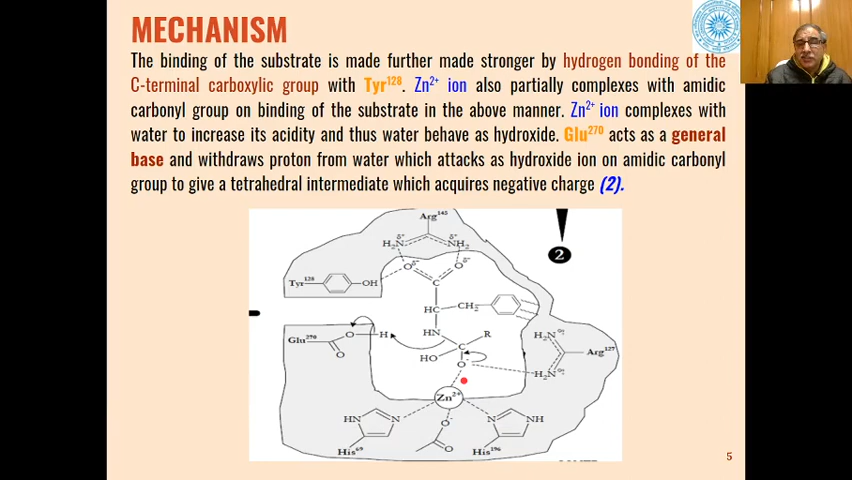 MECHANISM
The binding of the substrate is made further made stronger by hydrogen bonding of the
C-terminal carboxylic group with Tyr128. Zn2+ ion also partially complexes with amidic
carbonyl group on binding of the substrate in the above manner. Zn2+ ion complexes with
water to increase its acidity and thus water behave as hydroxide. Glu270 acts as a general
base and withdraws proton from water which attacks as hydroxide ion on amidic carbonyl
group to give a tetrahedral intermediate which acquires negative charge (2).
Arg145
δ+ δ+
H2N NH2
2
δ- δ-
O O
Tyr128 OH
C
HC CH2
HN R
O H
Glu270
O
C
HO
O-
H2N
Arg127
H2N
Zn2+
HN N
O-
N NH
O
His69
His196
5